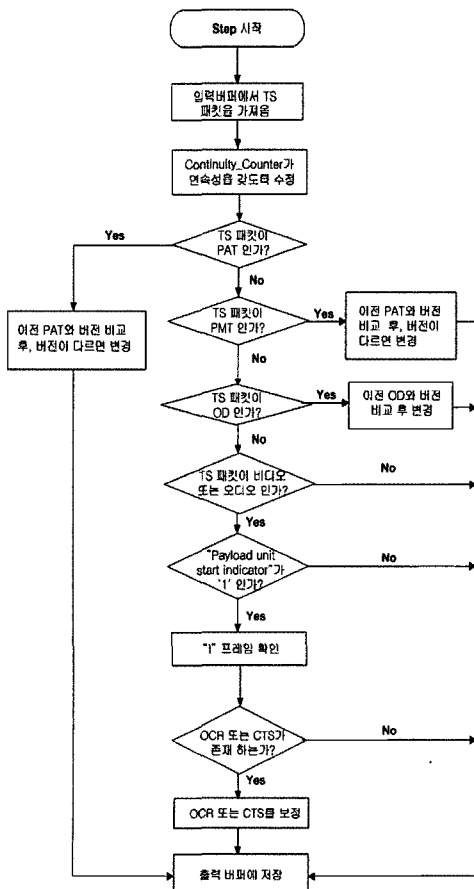 Step 시작
입력버퍼에서 TS
패킷을 가져옴
Continuity_Counter가
연속성을 갖도록 수정
TS 패킷이
PAT 인가?
Yes
No
이전 PAT와 버전 비교
후, 버전이 다르면 변경
TS 패킷이
PMT 인가?
Yes
이전 PAT와 버전
비교 후, 버전이
다르면 변경
No
TS 패킷이
OD 인가?
Yes
이전 OD와 버전
비교 후 변경
No
TS 패킷이 비디오
또는 오디오 인가?
No
Yes
"Payload unit
start indicator"가
'1' 인가?
No
Yes
"I" 프레임 확인
OCR 또는 CTS가
존재 하는가?
No
Yes
OCR 또는 CTS를 보정
출력 버퍼에 저장